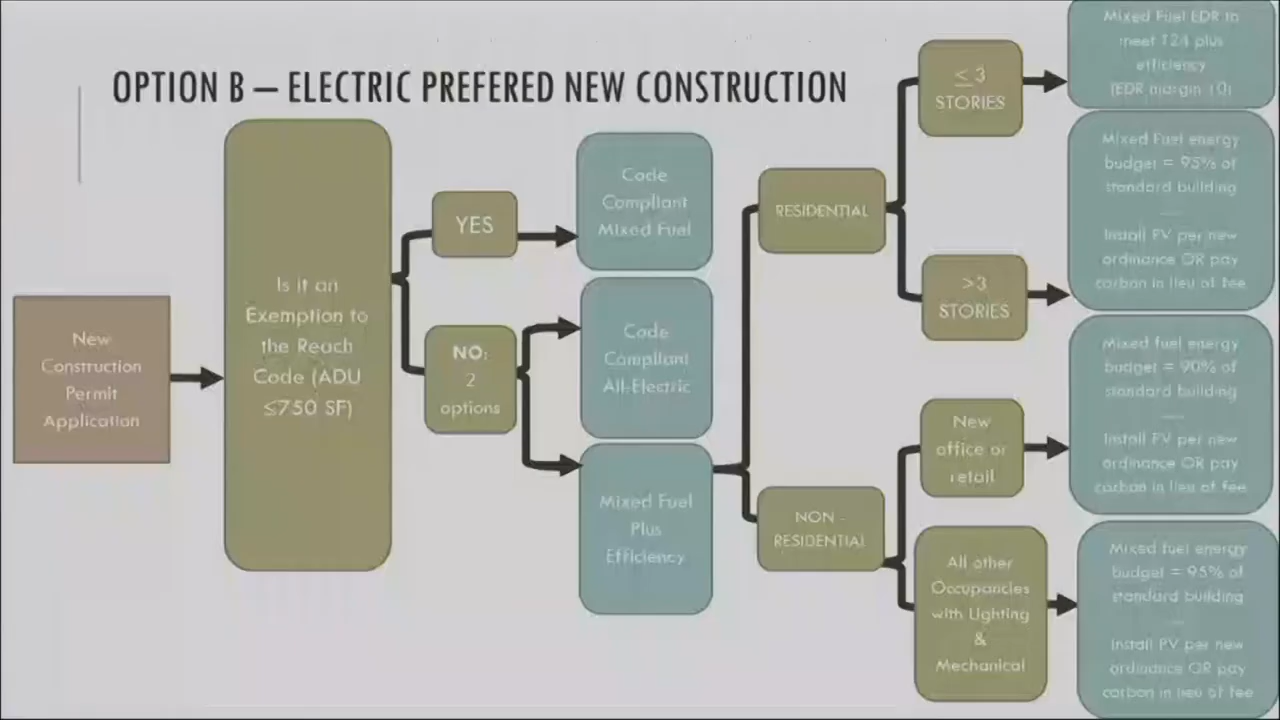 OPTION B – ELECTRIC PREFERED NEW CONSTRUCTION
New
Construction
Permit
Application
Is it an
Exemption to
the Reach
Code (ADU
≤750 SF)
YES
NO:
2
options
Code
Compliant
Mixed Fuel
Code
Compliant
All-Electric
Mixed Fuel
Plus
Efficiency
RESIDENTIAL
NON -
RESIDENTIAL
≤ 3
STORIES
>3
STORIES
New
office or
retail
All other
Occupancies
with Lighting
&
Mechanical
Mixed Fuel EDR to
meet T24 plus
efficiency
(EDR margin 10)
Mixed Fuel energy
budget = 95% of
standard building
Install PV per new
ordinance OR pay
carbon in lieu of fee
Mixed fuel energy
budget = 90% of
standard building
Install PV per new
ordinance OR pay
carbon in lieu of fee
Mixed fuel energy
budget = 95% of
standard building
Install PV per new
ordinance OR pay
carbon in lieu of fee